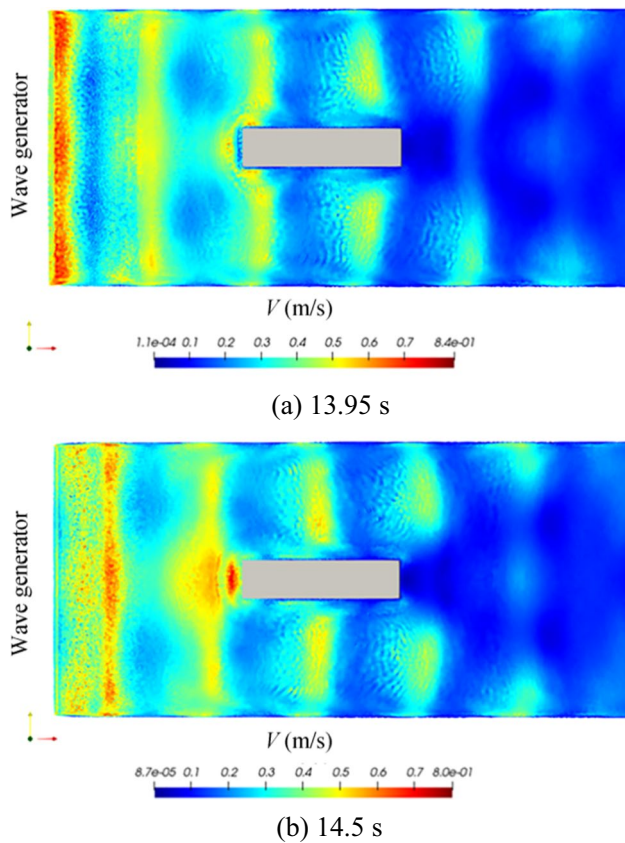 Wave generator
V (m/s)
1.1e-04 0.1 0.2 0.3 0.4 0.5 0.6 0.7 8.4e-01
(a) 13.95 s
Wave generator
V (m/s)
8.7e-05 0.1 0.2 0.3 0.4 0.5 0.6 8.0e-01
(b) 14.5 s